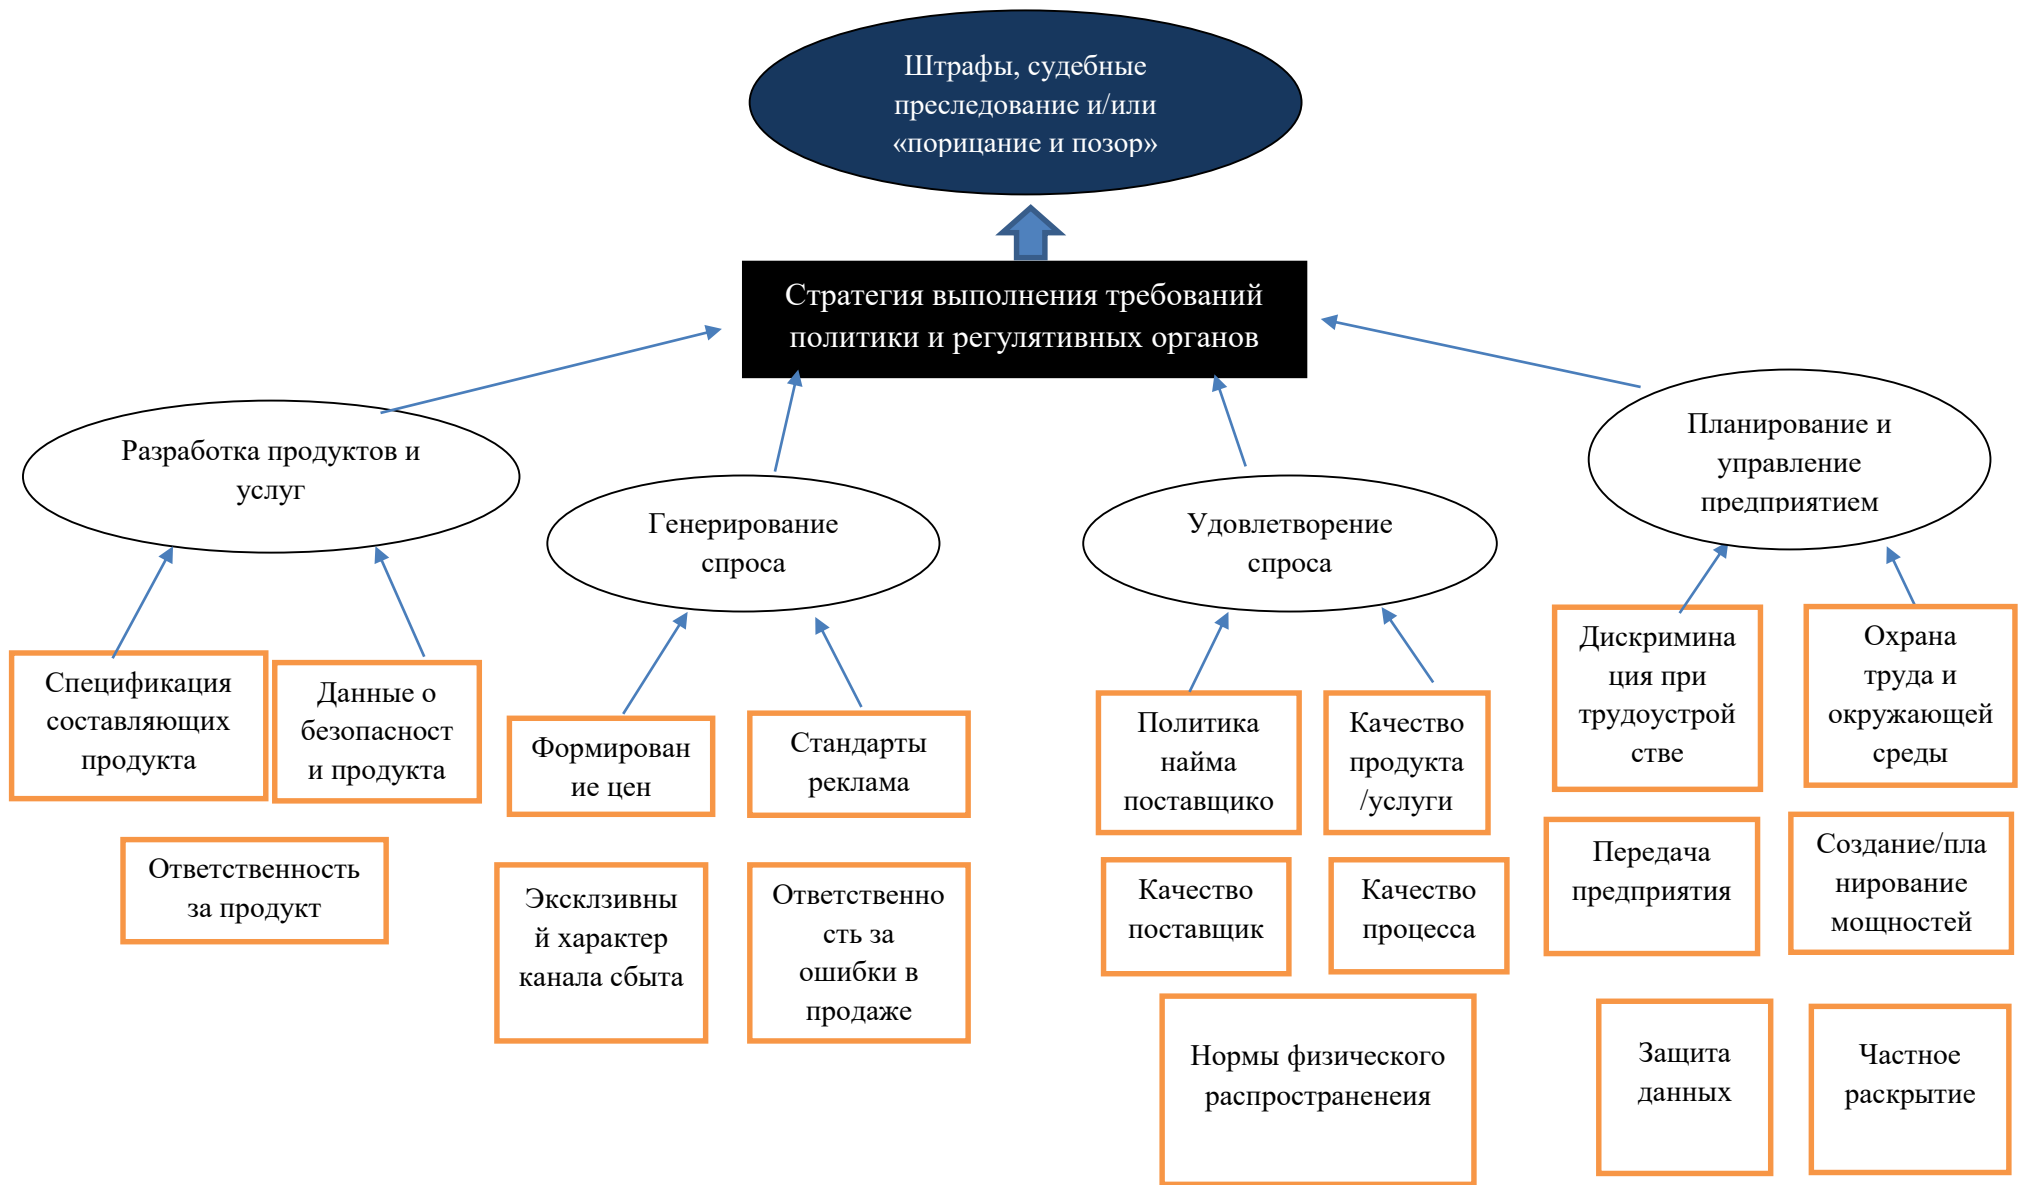 Штрафы, судебные
преследование и/или
«порицание и позор»
Стратегия выполнения требований
политики и регулятивных органов
Разработка продуктов и
услуг
Генерирование
спроса
Удовлетворение
спроса
Планирование и
управление
предприятием
Спецификация
составляющих
продукта
Данные о
безопасност
и продукта
Ответственность
за продукт
Формирован
ие цен
Стандарты
реклама
Эксклзивны
й характер
канала сбыта
Ответственно
сть за
ошибки в
продаже
Политика
найма
поставщико
Качество
продукта
/услуги
Качество
поставщик
Качество
процесса
Нормы физического
распространенеия
Дискримина
ция при
трудоустрой
стве
Охрана
труда и
окружающей
среды
Передача
предприятия
Создание/пла
нирование
мощностей
Защита
данных
Частное
раскрытие